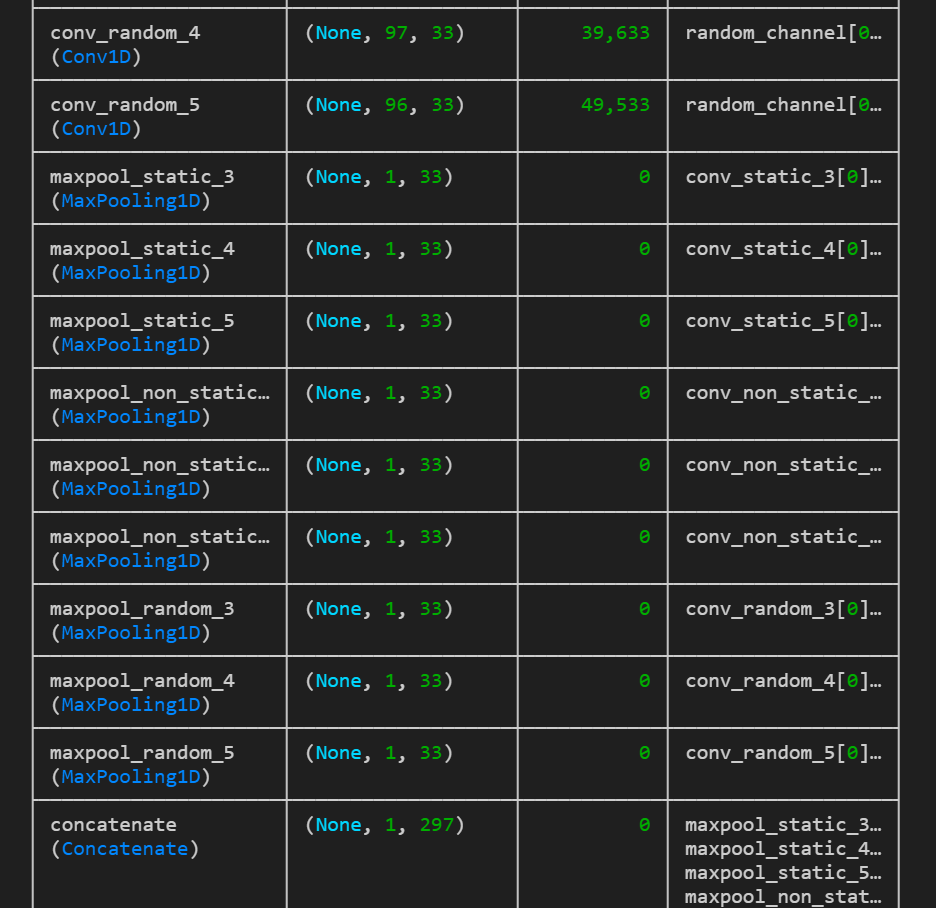 conv_random_4 (None, 97, 33) 39,633 random_channel[0…
(Conv1D)
conv_random_5 (None, 96, 33) 49,533 random_channel[0…
(Conv1D)
maxpool_static_3 (None, 1, 33) 0 conv_static_3[0]…
(MaxPooling1D)
maxpool_static_4 (None, 1, 33) 0 conv_static_4[0]…
(MaxPooling1D)
maxpool_static_5 (None, 1, 33) 0 conv_static_5[0]…
(MaxPooling1D)
maxpool_non_static… (None, 1, 33) 0 conv_non_static_…
(MaxPooling1D)
maxpool_non_static… (None, 1, 33) 0 conv_non_static_…
(MaxPooling1D)
maxpool_non_static… (None, 1, 33) 0 conv_non_static_…
(MaxPooling1D)
maxpool_random_3 (None, 1, 33) 0 conv_random_3[0]…
(MaxPooling1D)
maxpool_random_4 (None, 1, 33) 0 conv_random_4[0]…
(MaxPooling1D)
maxpool_random_5 (None, 1, 33) 0 conv_random_5[0]…
(MaxPooling1D)
concatenate (None, 1, 297) 0 maxpool_static_3…
(Concatenate) maxpool_static_4…
maxpool_static_5…
maxpool_non_stat…